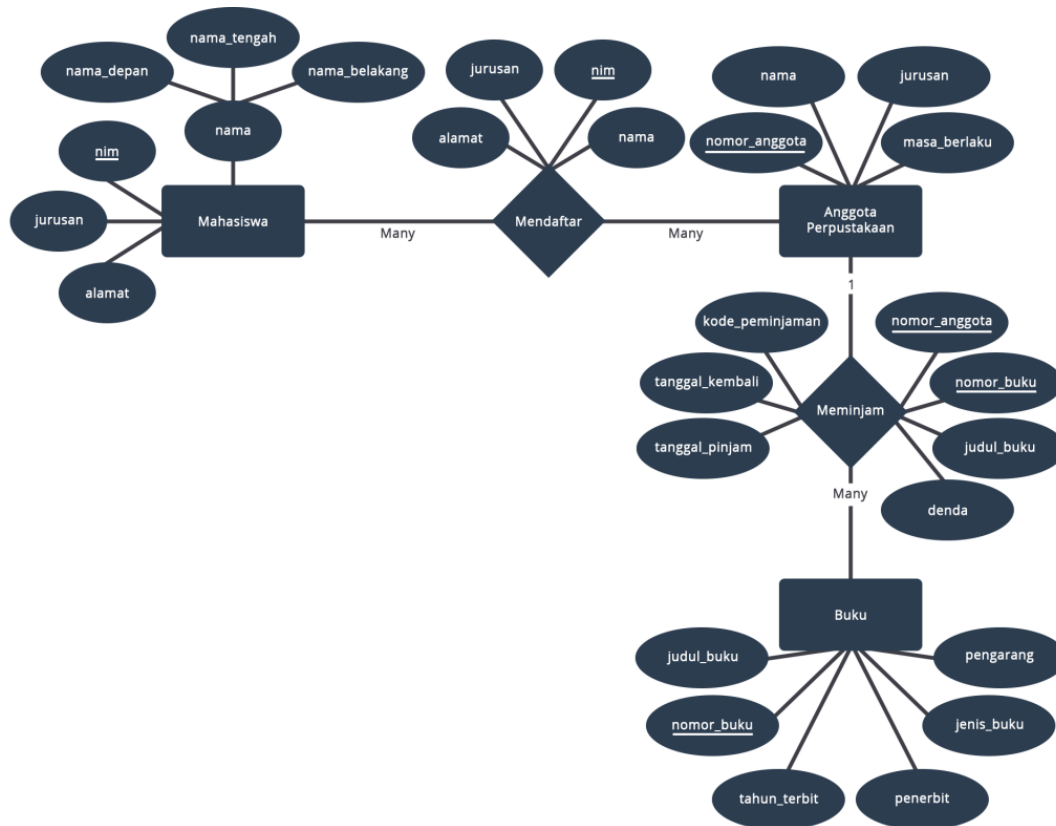 nama_tengah
nama_depan
nama_belakang
nama
nim
jurusan
alamat
Mahasiswa
Many
jurusan
nim
alamat
nama
Mendaftar
Many
nama
jurusan
nomor_anggota
masa_berlaku
Anggota
Perpustakaan
1
kode_peminjaman
nomor_anggota
tanggal_kembali
nomor_buku
Meminjam
tanggal_pinjam
judul_buku
denda
Many
Buku
judul_buku
pengarang
nomor_buku
jenis_buku
tahun_terbit
penerbit